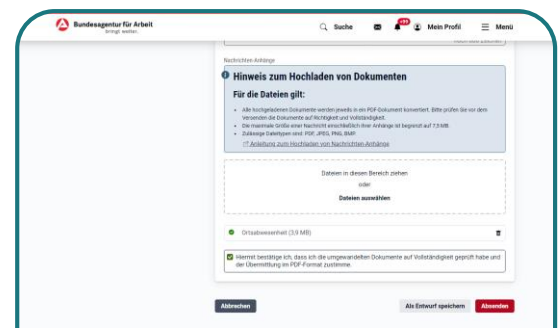 Bundesagentur für Arbeit
bringt weiter.
Suche
+99
Mein Profil
Menü
Nachrichten-Anhänge
Hinweis zum Hochladen von Dokumenten
Für die Dateien gilt:
Alle hochgeladenen Dokumente werden jeweils in ein PDF-Dokument konvertiert. Bitte prüfen Sie vor dem
Versenden die Dokumente auf Richtigkeit und Vollständigkeit.
Die maximale Größe einer Nachricht einschließlich ihrer Anhänge ist begrenzt auf 7,5 MB.
Zulässige Dateitypen sind: PDF, JPEG, PNG, BMP.
Anleitung zum Hochladen von Nachrichten-Anhänge
Dateien in diesen Bereich ziehen
oder
Dateien auswählen
Ortsabwesenheit (3,9 MB)
Hiermit bestätige ich, dass ich die umgewandelten Dokumente auf Vollständigkeit geprüft habe und
der Übermittlung im PDF-Format zustimme.
Abbrechen
Als Entwurf speichern
Absenden